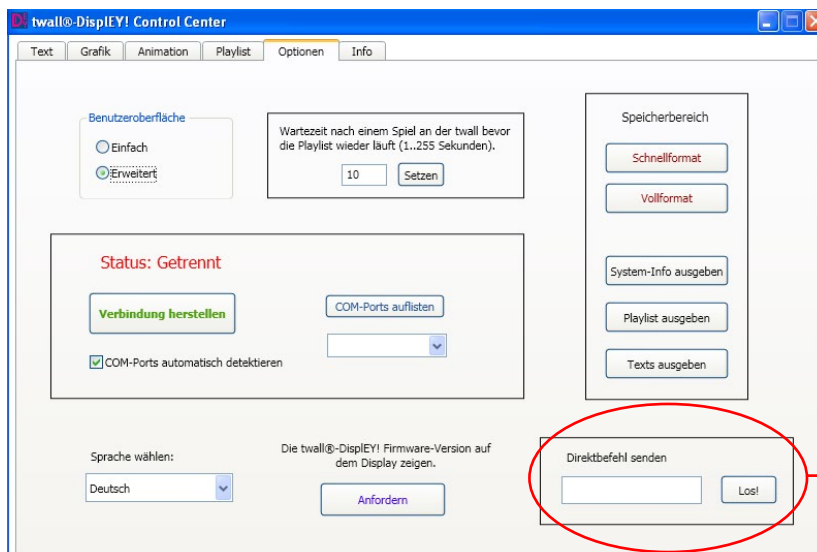 twall®-DisplEY! Control Center
Text Grafik Animation Playlist Optionen Info
Benutzeroberfläche
Einfach
Erweitert
Wartezeit nach einem Spiel an der twall bevor
die Playlist wieder läuft (1..255 Sekunden).
10 Setzen
Speicherbereich
Schnellformat
Vollformat
System-Info ausgeben
Playlist ausgeben
Texts ausgeben
Status: Getrennt
Verbindung herstellen
COM-Ports auflisten
COM-Ports automatisch detektieren
Sprache wählen:
Deutsch
Die twall®-DisplEY! Firmware-Version auf
dem Display zeigen.
Anfordern
Direktbefehl senden
Los!